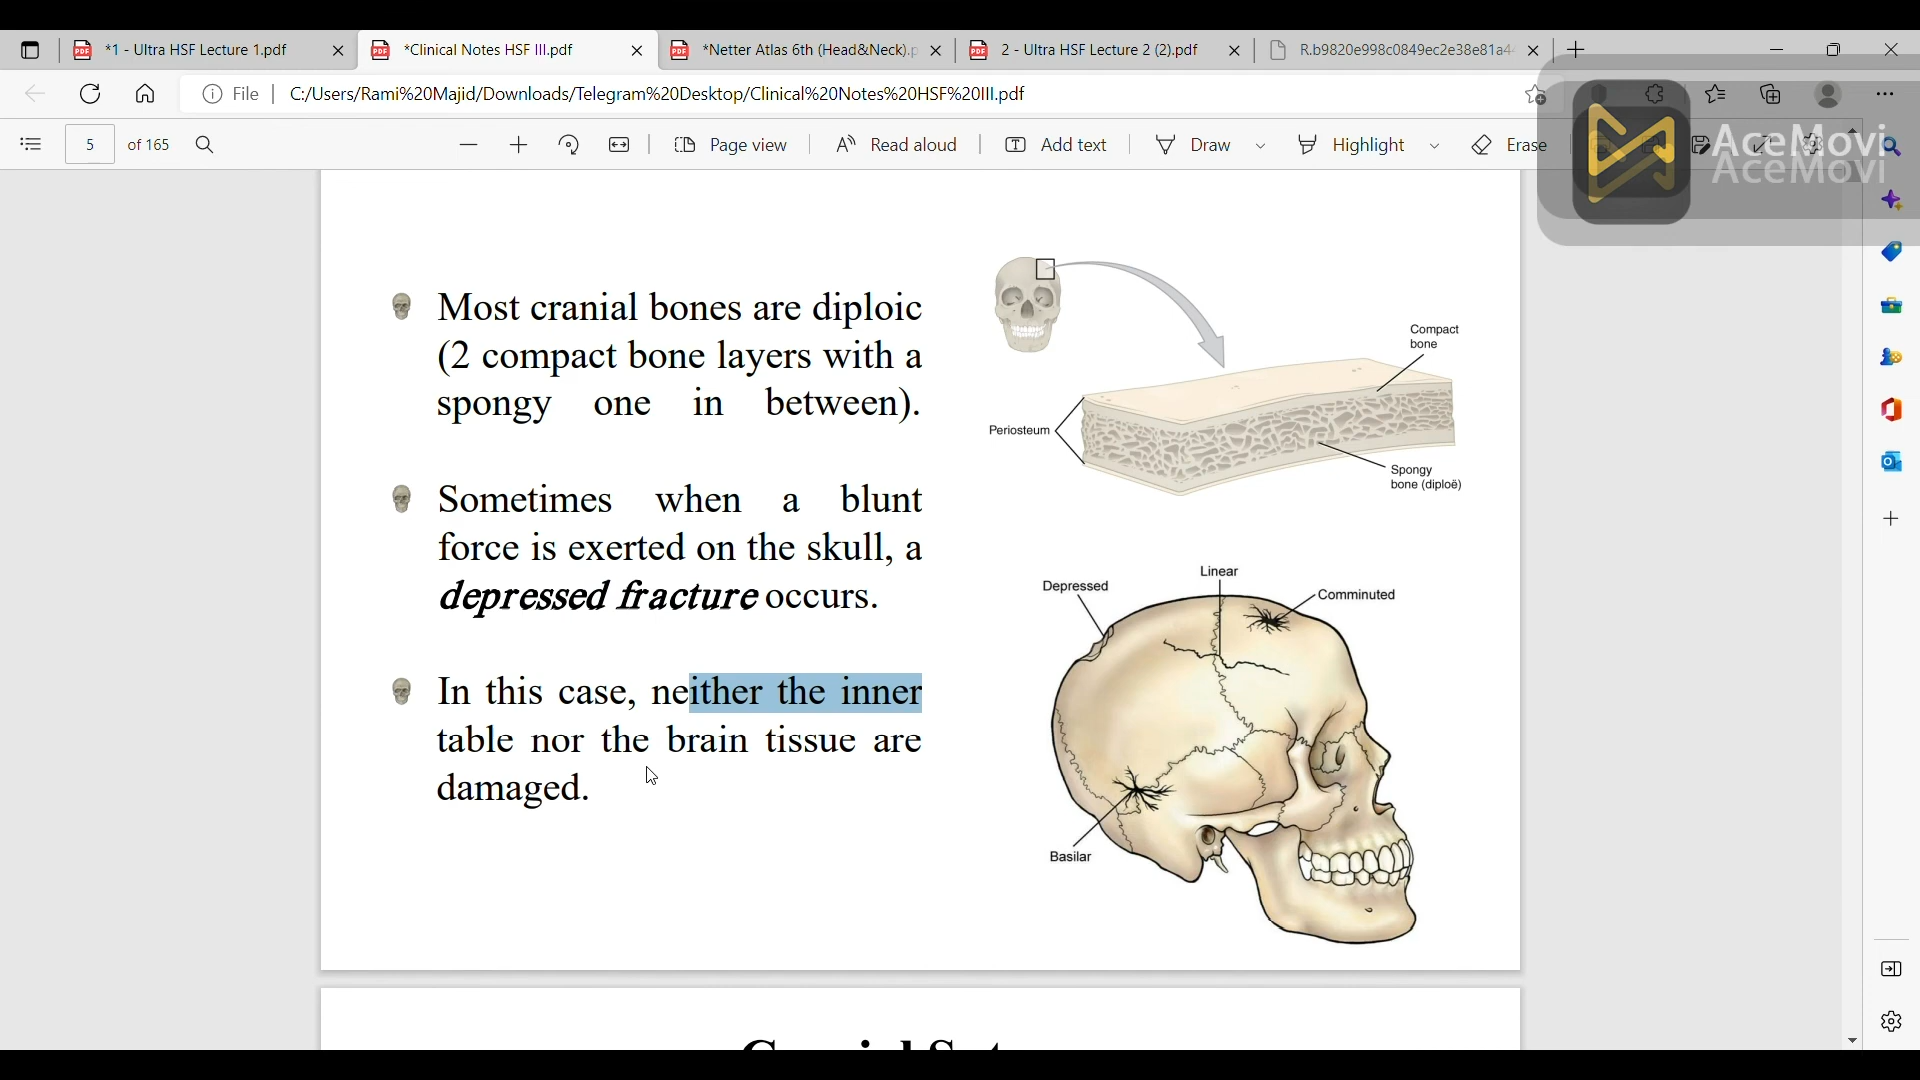 *1 - Ultra HSF Lecture 1.pdf
*Clinical Notes HSF III.pdf
*Netter Atlas 6th (Head&Neck).p
2 - Ultra HSF Lecture 2 (2).pdf
R.b9820e998c0849ec2e38e81a4
File
C:/Users/Rami%20Majid/Downloads/Telegram%20Desktop/Clinical%20Notes%20HSF%20III.pdf
5 of 165
Page view
Read aloud
Add text
Draw
Highlight
Erase
AceMovi
AceMovi
Most cranial bones are diploic
(2 compact bone layers with a
spongy one in between).
Sometimes when a blunt
force is exerted on the skull, a
depressed fracture occurs.
In this case, neither the inner
table nor the brain tissue are
damaged.
Compact
bone
Periosteum
Spongy
bone (diploë)
Linear
Depressed
Comminuted
Basilar